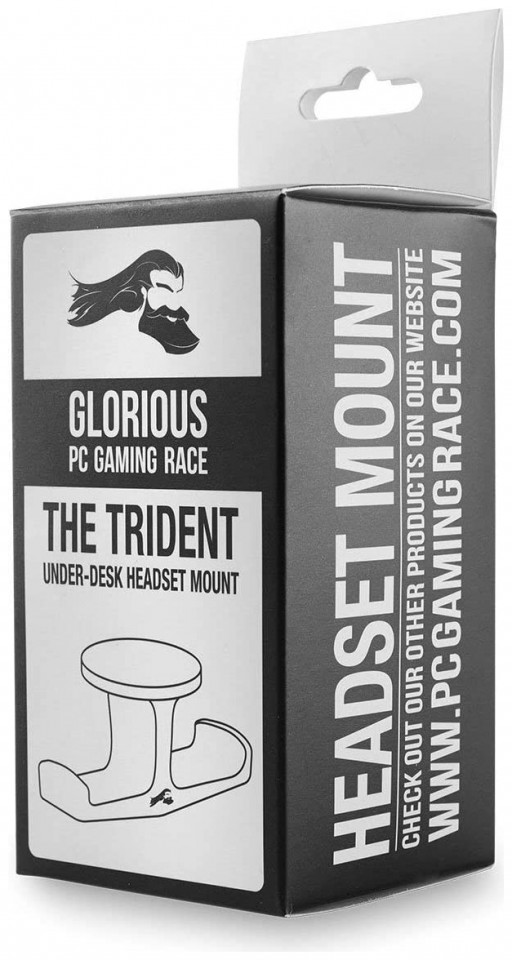 GLORIOUS
PC GAMING RACE
THE TRIDENT
UNDER-DESK HEADSET MOUNT
HEADSET MOUNT
CHECK OUT OUR OTHER PRODUCTS ON OUR WEBSITE
WWW.PCGAMINGRACE.COM